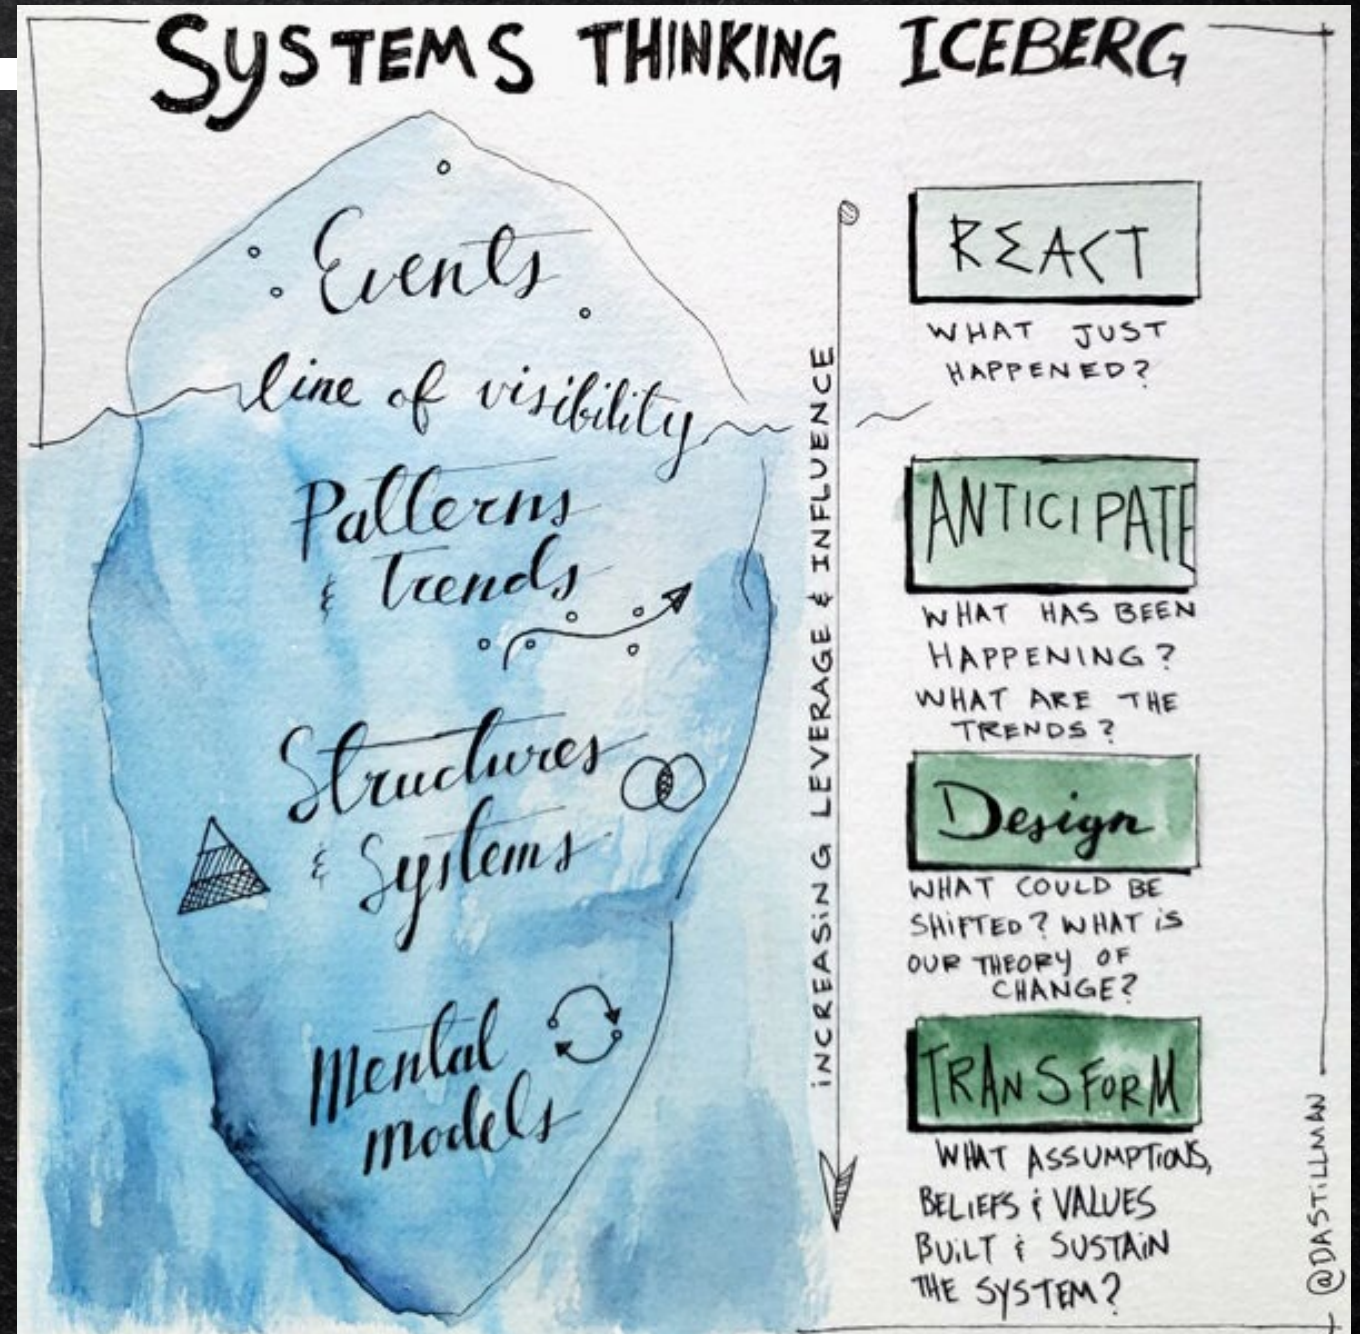 SYSTEMS THINKING ICEBERG
Events
line of visibility
Patterns
& trends
Structures
& Systems
Mental
models
INCREASING LEVERAGE & INFLUENCE
REACT
WHAT JUST
HAPPENED?
ANTICIPATE
WHAT HAS BEEN
HAPPENING?
WHAT ARE THE
TRENDS?
Design
WHAT COULD BE
SHIFTED? WHAT IS
OUR THEORY OF
CHANGE?
TRANSFORM
WHAT ASSUMPTIONS,
BELIEFS & VALUES
BUILT & SUSTAIN
THE SYSTEM?
@DASTILLMAN